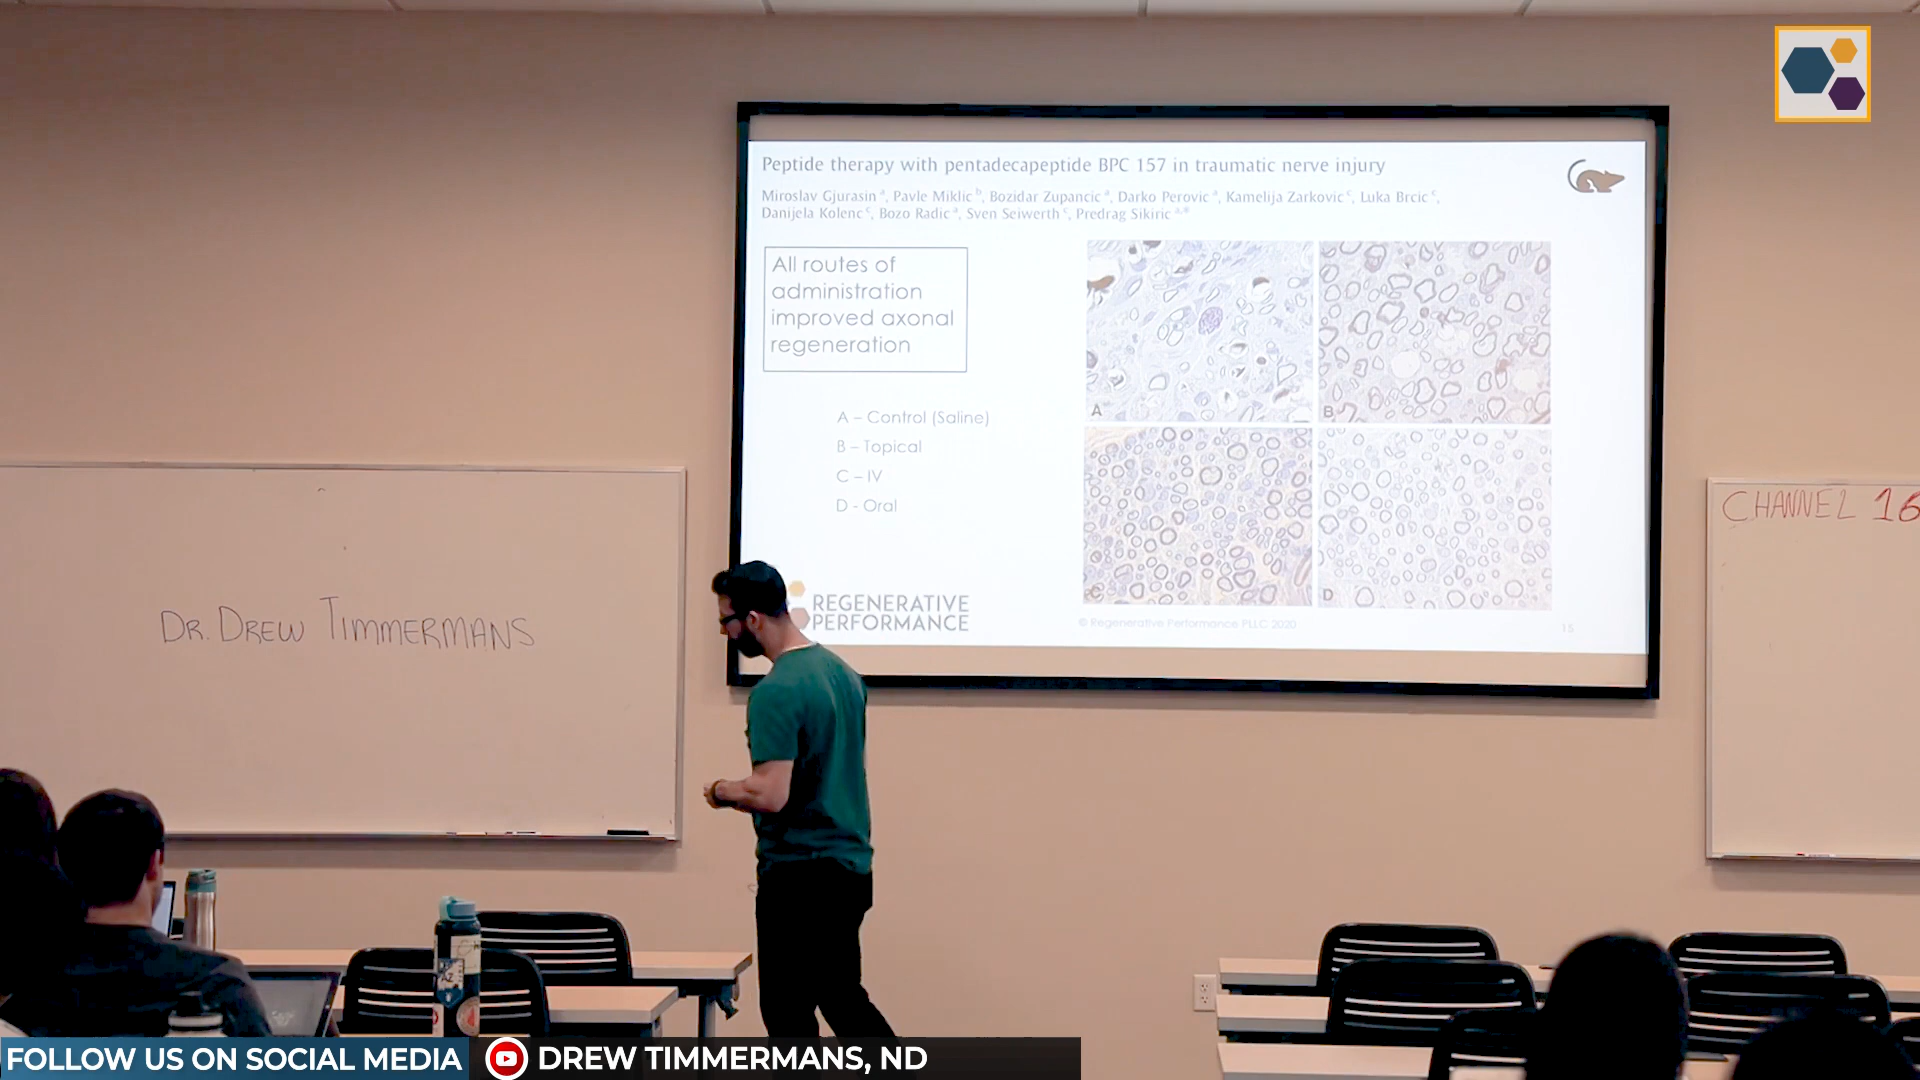 Peptide therapy with pentadecapeptide BPC 157 in traumatic nerve injury
Miroslav Gjurasin a, Pavle Miklic b, Bozidar Zupancic a, Darko Perovic a, Kamelija Zarkovic c, Luka Brcic c,
Danijela Kolenc c, Bozo Radic a, Sven Seiwerth c, Predrag Sikiric a,*
All routes of
administration
improved axonal
regeneration
A – Control (Saline)
B – Topical
C – IV
D - Oral
A
B
C
D
REGENERATIVE
PERFORMANCE
© Regenerative Performance PLLC 2020
15
DR. DREW TIMMERMANS
CHANNEL 16
FOLLOW US ON SOCIAL MEDIA
DREW TIMMERMANS, ND